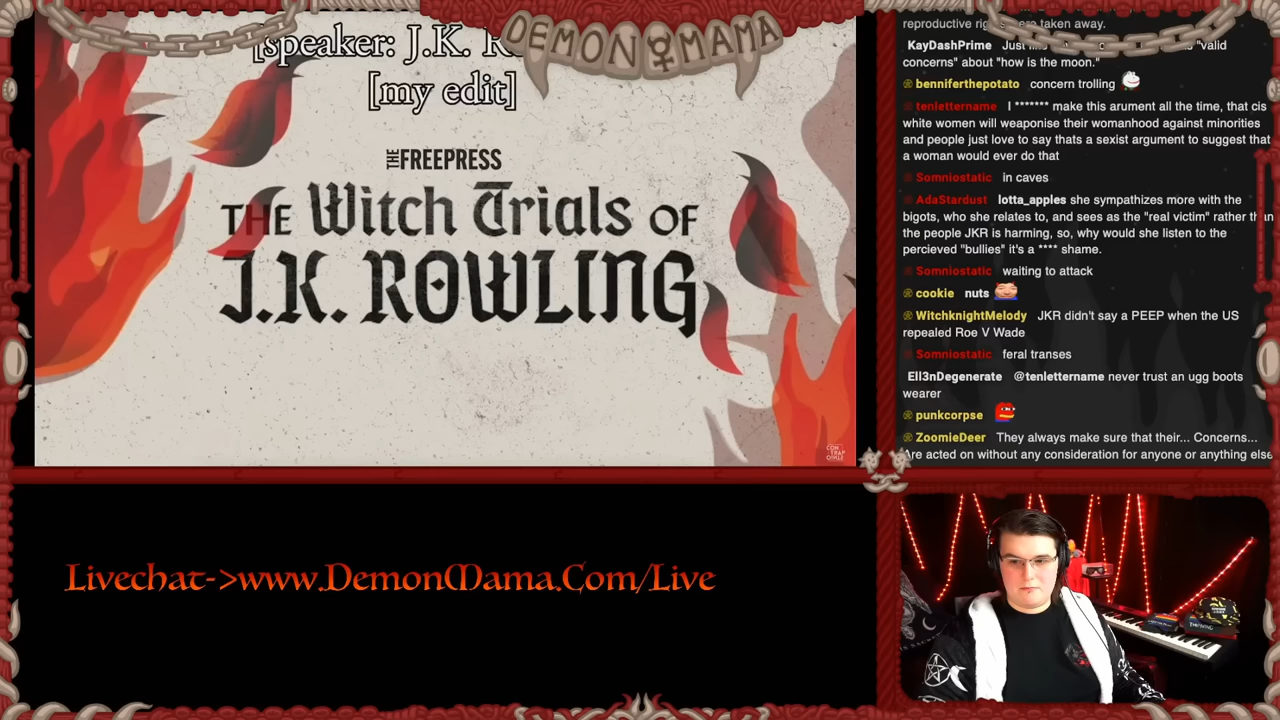 DEMON MAMA
[speaker: J.K. R
[my edit]
THE FREEPRESS
THE Witch Trials OF
J.K. ROWLING
CON
TRAP
OINTS
reproductive taken away.
KayDashPrime Just "valid
concerns" about "how is the moon."
benniferthepotato concern trolling
tenlettername I ******* make this arument all the time, that cis
white women will weaponise their womanhood against minorities
and people just love to say thats a sexist argument to suggest that
a woman would ever do that
Somniostatic in caves
AdaStardust lotta_apples she sympathizes more with the
bigots, who she relates to, and sees as the "real victim" rather than
the people JKR is harming, so, why would she listen to the
percieved "bullies" it's a **** shame.
Somniostatic waiting to attack
cookie nuts
WitchknightMelody JKR didn't say a PEEP when the US
repealed Roe V Wade
Somniostatic feral transes
Ell3nDegenerate @tenlettername never trust an ugg boots
wearer
punkcorpse
ZoomieDeer They always make sure that their... Concerns...
Are acted on without any consideration for anyone or anything else
Livechat->www.DemonMama.Com/Live